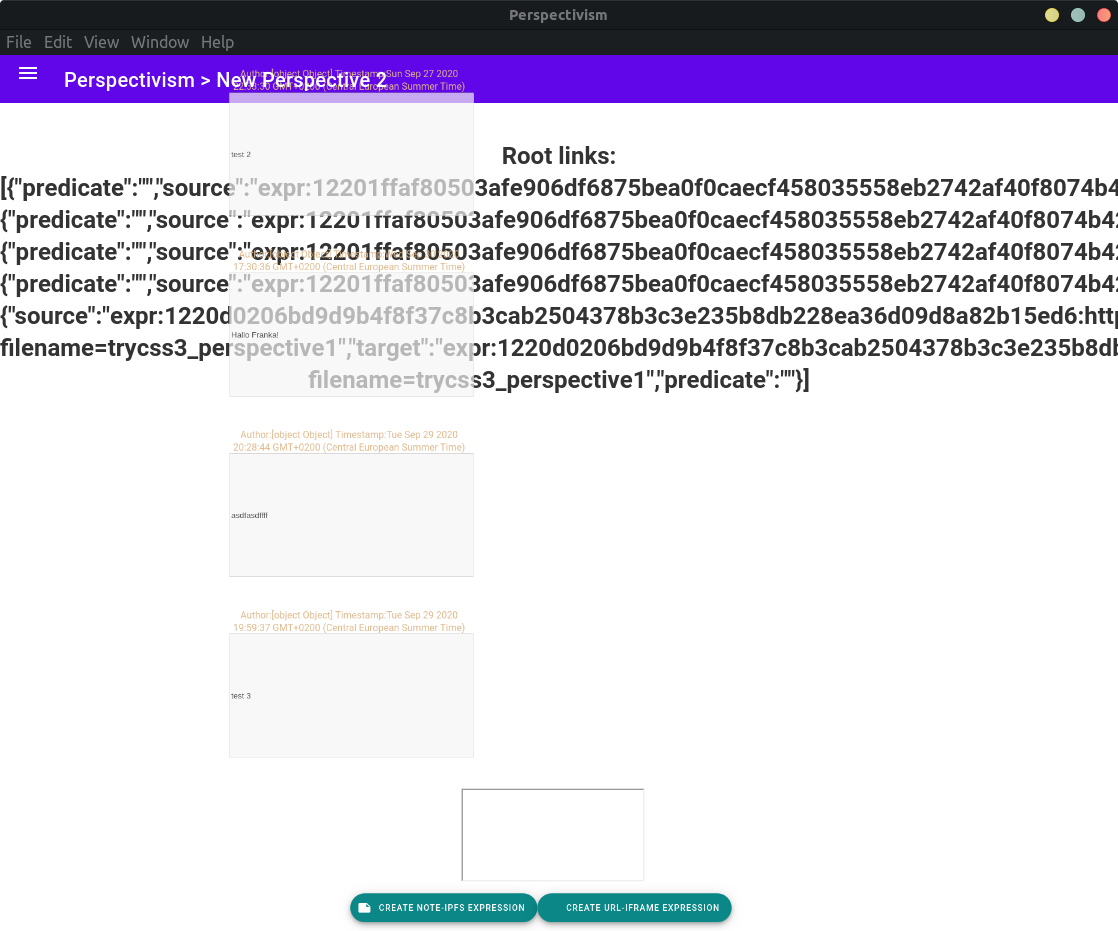 Perspectivism
File Edit View Window Help
Perspectivism > New Perspective 2
Author:[object Object] Timestamp:Sun Sep 27 2020
GMT+0200 (Central European Summer Time)
test 2
Root links:
[{"predicate":"","source":"expr:12201ffaf80503afe906df6875bea0f0caecf458035558eb2742af40f8074b4
{"predicate":"","source":"expr:12201ffaf80503afe906df6875bea0f0caecf458035558eb2742af40f8074b42
{"predicate":"","source":"expr:12201ffaf80503afe906df6875bea0f0caecf458035558eb2742af40f8074b42
{"predicate":"","source":"expr:12201ffaf80503afe906df6875bea0f0caecf458035558eb2742af40f8074b42
{"source":"expr:1220d0206bd9d9b4f8f37c8b3cab2504378b3c3e235b8db228ea36d09d8a82b15ed6:http
filename=trycss3_perspective1","target":"expr:1220d0206bd9d9b4f8f37c8b3cab2504378b3c3e235b8db
filename=trycss3_perspective1","predicate":""}]
17:30:36 GMT+0200 (Central European Summer Time)
Hallo Franka!
Author:[object Object] Timestamp:Tue Sep 29 2020
20:28:44 GMT+0200 (Central European Summer Time)
asdfasdffff
Author:[object Object] Timestamp:Tue Sep 29 2020
19:59:37 GMT+0200 (Central European Summer Time)
test 3
CREATE NOTE-IPFS EXPRESSION
CREATE URL-IFRAME EXPRESSION